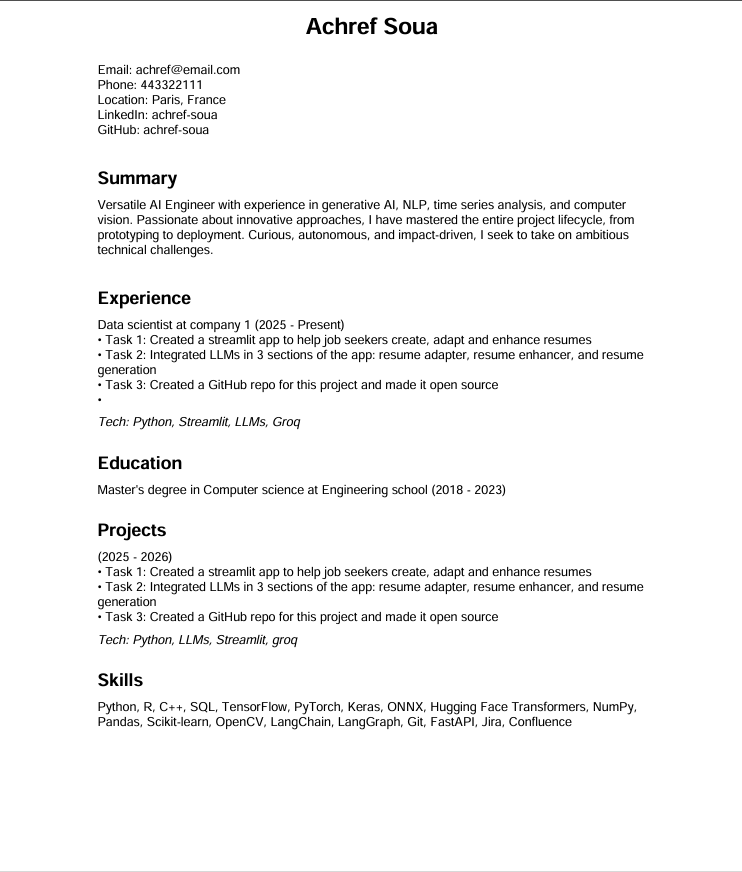 Achref Soua
Email: achref@email.com
Phone: 443322111
Location: Paris, France
LinkedIn: achref-soua
GitHub: achref-soua
Summary
Versatile AI Engineer with experience in generative AI, NLP, time series analysis, and computer
vision. Passionate about innovative approaches, I have mastered the entire project lifecycle, from
prototyping to deployment. Curious, autonomous, and impact-driven, I seek to take on ambitious
technical challenges.
Experience
Data scientist at company 1 (2025 - Present)
• Task 1: Created a streamlit app to help job seekers create, adapt and enhance resumes
• Task 2: Integrated LLMs in 3 sections of the app: resume adapter, resume enhancer, and resume
generation
• Task 3: Created a GitHub repo for this project and made it open source
•
Tech: Python, Streamlit, LLMs, Groq
Education
Master's degree in Computer science at Engineering school (2018 - 2023)
Projects
(2025 - 2026)
• Task 1: Created a streamlit app to help job seekers create, adapt and enhance resumes
• Task 2: Integrated LLMs in 3 sections of the app: resume adapter, resume enhancer, and resume
generation
• Task 3: Created a GitHub repo for this project and made it open source
Tech: Python, LLMs, Streamlit, groq
Skills
Python, R, C++, SQL, TensorFlow, PyTorch, Keras, ONNX, Hugging Face Transformers, NumPy,
Pandas, Scikit-learn, OpenCV, LangChain, LangGraph, Git, FastAPI, Jira, Confluence